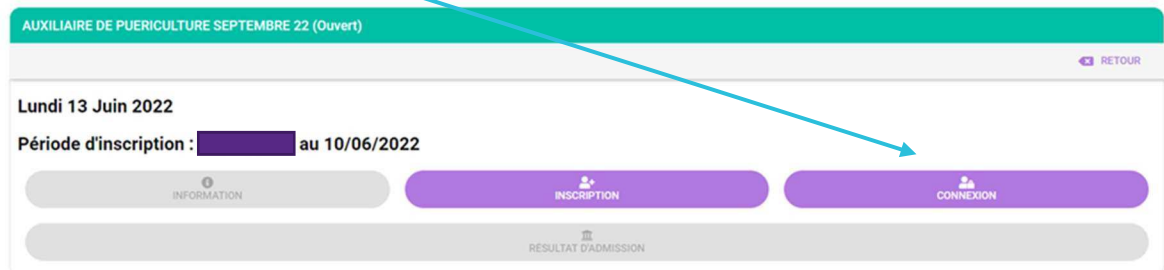 AUXILIAIRE DE PUERICULTURE SEPTEMBRE 22 (Ouvert)
RETOUR
Lundi 13 Juin 2022
Période d'inscription : au 10/06/2022
INFORMATION
INSCRIPTION
CONNEXION
RÉSULTAT D'ADMISSION